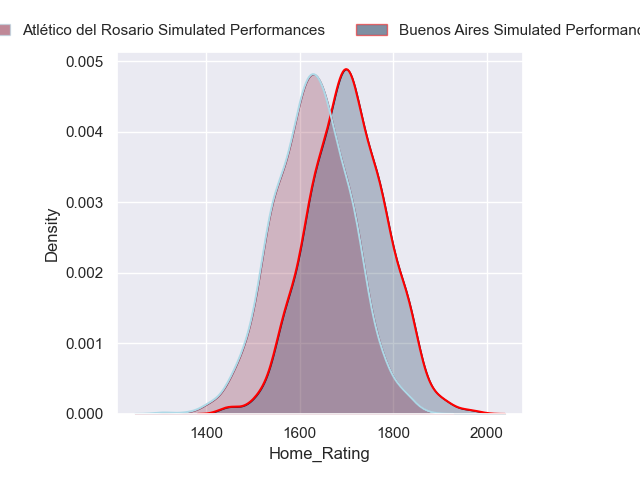 Atlético del Rosario Simulated Performances
Buenos Aires Simulated
0.005
0.004
0.003
0.002
0.001
0.000
Density
1400 1600 1800 2000
Home_Rating